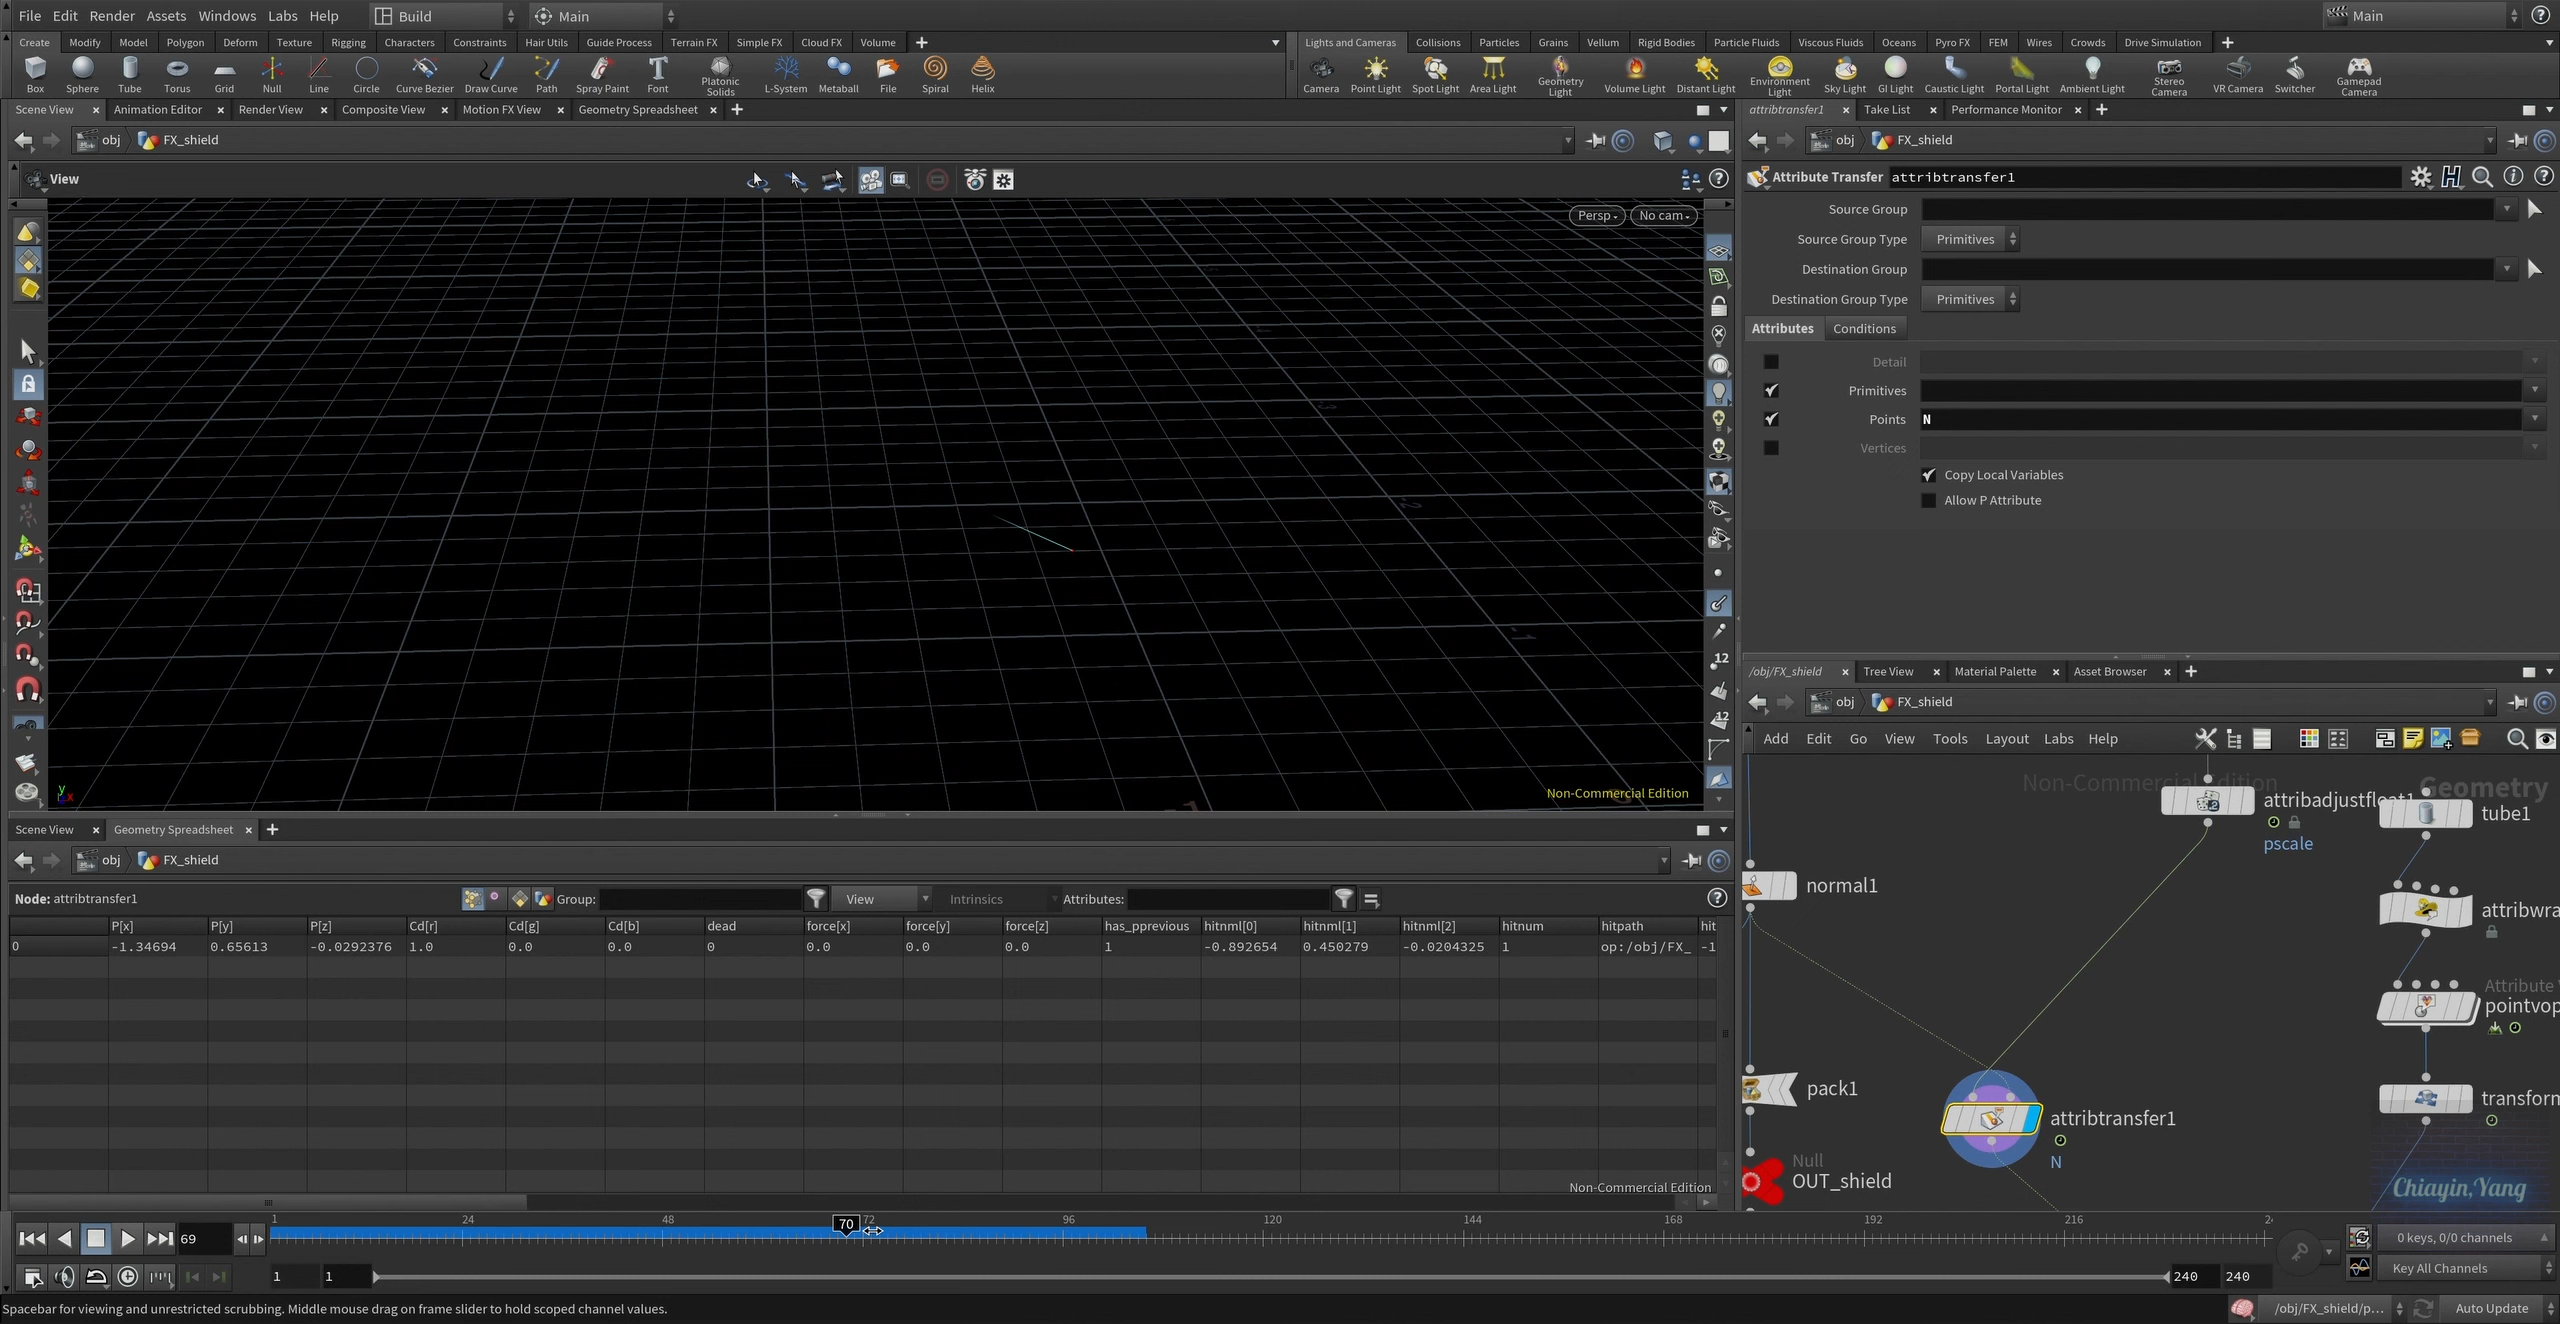 File Edit Render Assets Windows Labs Help Build Main Main
Create Modify Model Polygon Deform Texture Rigging Characters Constraints Hair Utils Guide Process Terrain FX Simple FX Cloud FX Volume
Lights and Cameras Collisions Particles Grains Vellum Rigid Bodies Particle Fluids Viscous Fluids Oceans Pyro FX FEM Wires Crowds Drive Simulation
Box Sphere Tube Torus Grid Null Line Circle Curve Bezier Draw Curve Path Spray Paint Font Platonic Solids L-System Metaball File Spiral Helix
Camera Point Light Spot Light Area Light Geometry Light Volume Light Distant Light Environment Light Sky Light GI Light Caustic Light Portal Light Ambient Light Stereo Camera VR Camera Switcher Gamepad Camera
Scene View Animation Editor Render View Composite View Motion FX View Geometry Spreadsheet
obj FX_shield
View
Persp No cam
Non-Commercial Edition
attribtransfer1 Take List Performance Monitor
obj FX_shield
Attribute Transfer attribtransfer1
Source Group
Source Group Type Primitives
Destination Group
Destination Group Type Primitives
Attributes Conditions
Detail
Primitives
Points N
Vertices
Copy Local Variables
Allow P Attribute
/obj/FX_shield Tree View Material Palette Asset Browser
obj FX_shield
Add Edit Go View Tools Layout Labs Help
Non-Commercial Edition
Geometry
attribadjustfloat1
pscale
tube1
normal1
attribwra
Attribute
pointvop
pack1
transform
attribtransfer1
N
Null
OUT_shield
Chiayin,Yang
Scene View Geometry Spreadsheet
obj FX_shield
Node: attribtransfer1 Group: View Intrinsics Attributes:
P[x] P[y] P[z] Cd[r] Cd[g] Cd[b] dead force[x] force[y] force[z] has_pprevious hitnml[0] hitnml[1] hitnml[2] hitnum hitpath hit
0 -1.34694 0.65613 -0.0292376 1.0 0.0 0.0 0 0.0 0.0 0.0 1 -0.892654 0.450279 -0.0204325 1 op:/obj/FX_ -1
Non-Commercial Edition
69 1 24 48 70 72 96 120 144 168 192 216 24
0 keys, 0/0 channels
1 1 240 240
Key All Channels
Spacebar for viewing and unrestricted scrubbing. Middle mouse drag on frame slider to hold scoped channel values.
/obj/FX_shield/p... Auto Update